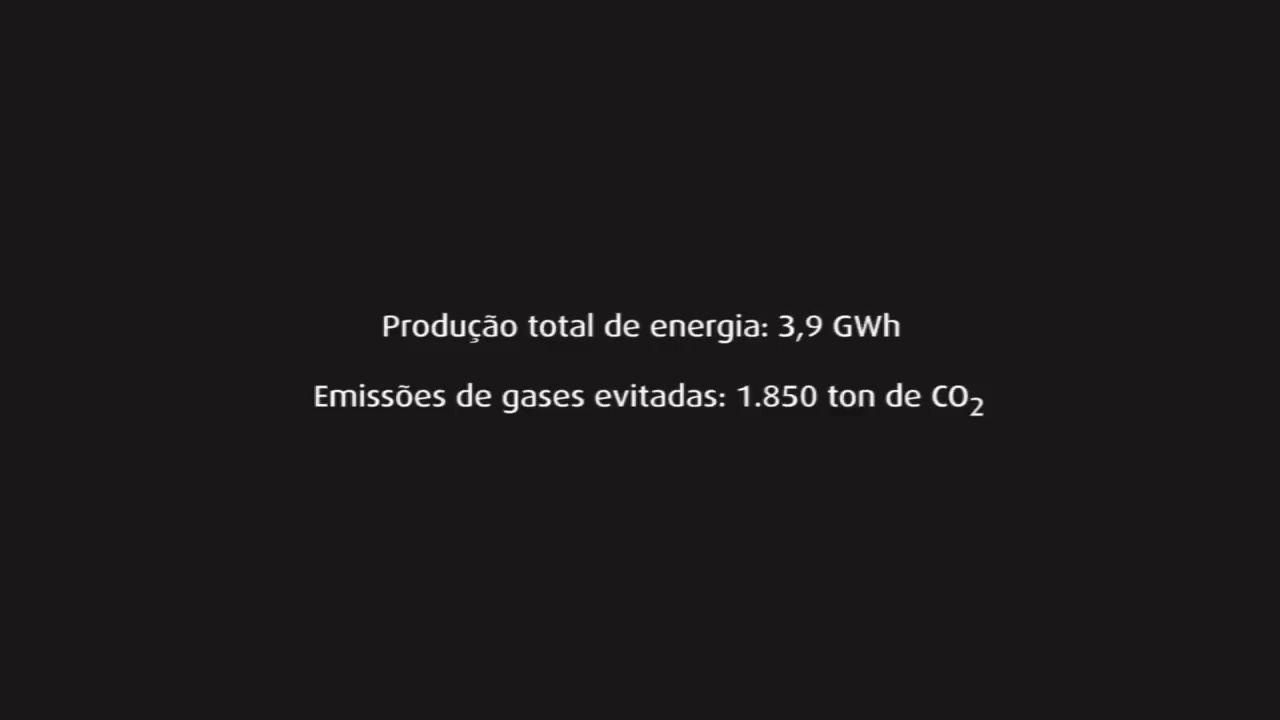 Produção total de energia: 3,9 GWh
Emissões de gases evitadas: 1.850 ton de CO₂